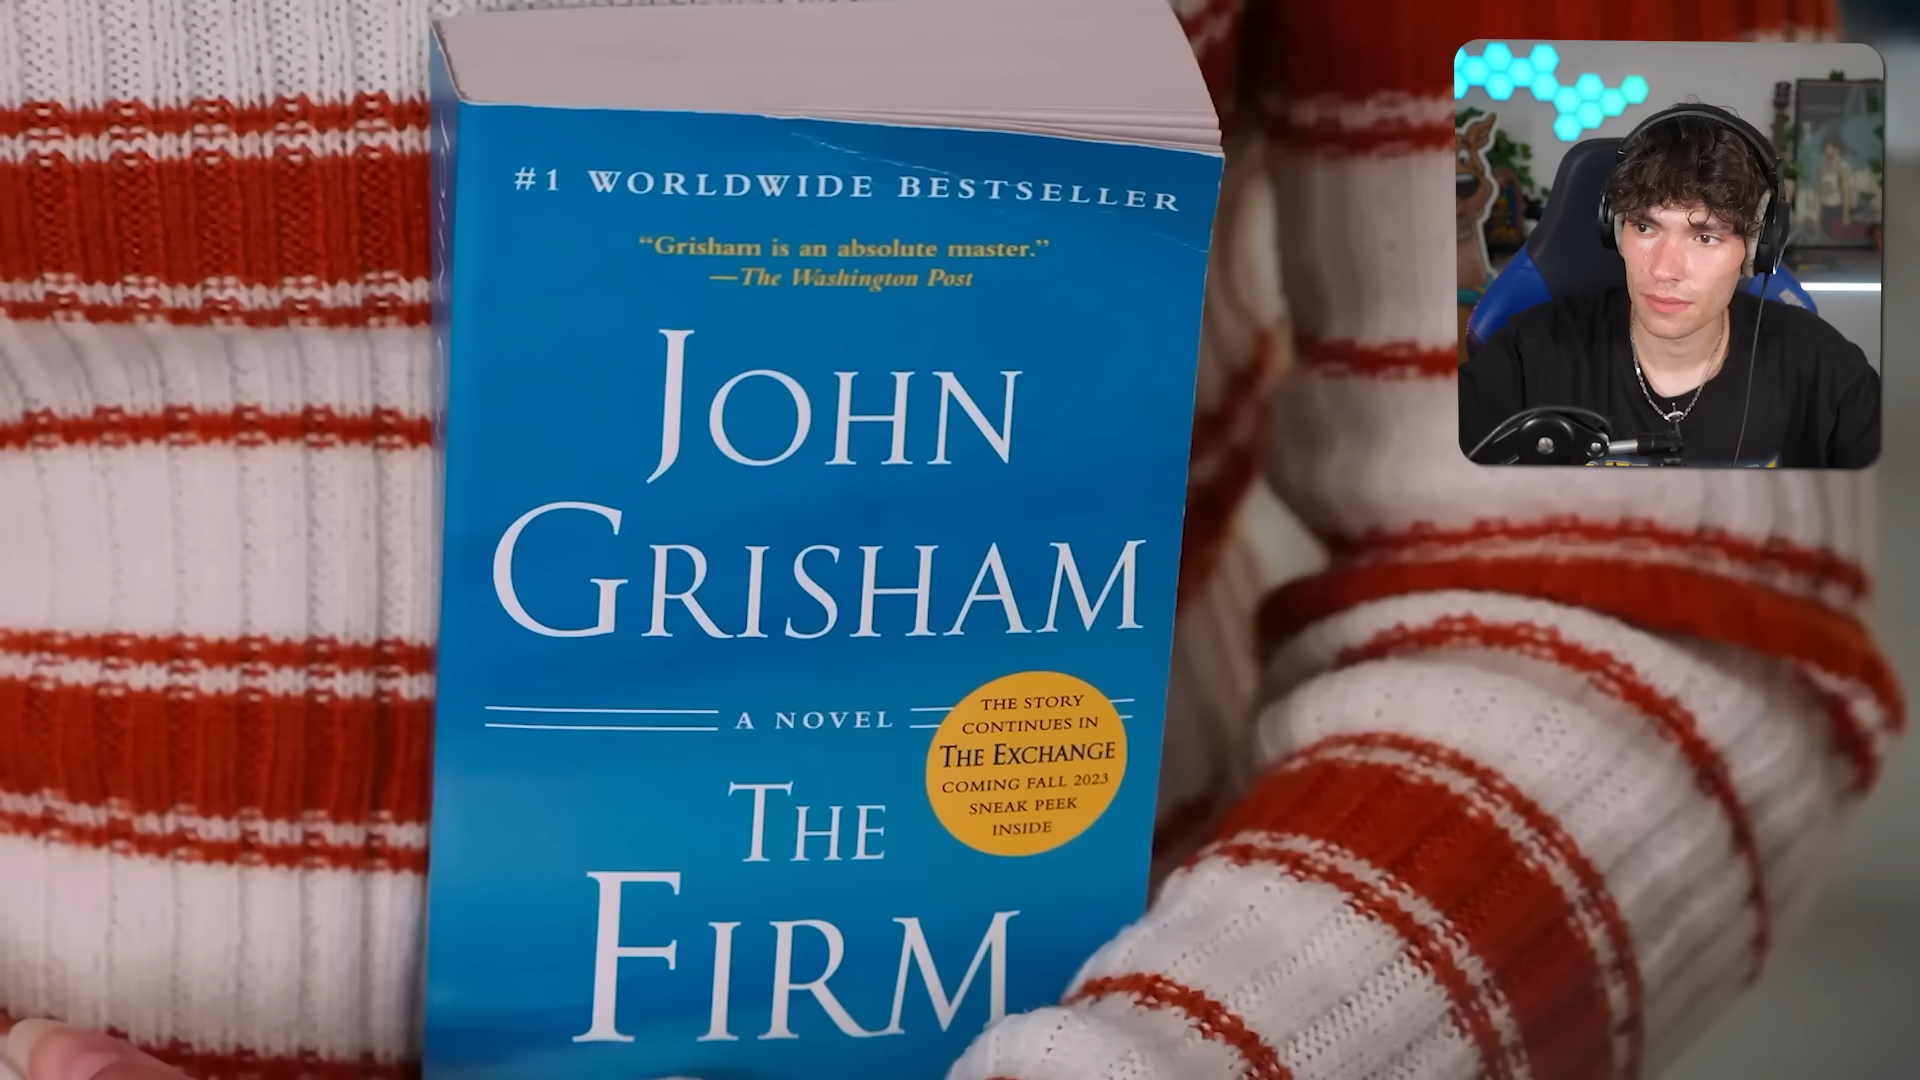 #1 WORLDWIDE BESTSELLER
“Grisham is an absolute master.”
—The Washington Post
JOHN
GRISHAM
A NOVEL
THE STORY
CONTINUES IN
THE EXCHANGE
COMING FALL 2023
SNEAK PEEK
INSIDE
THE
FIRM